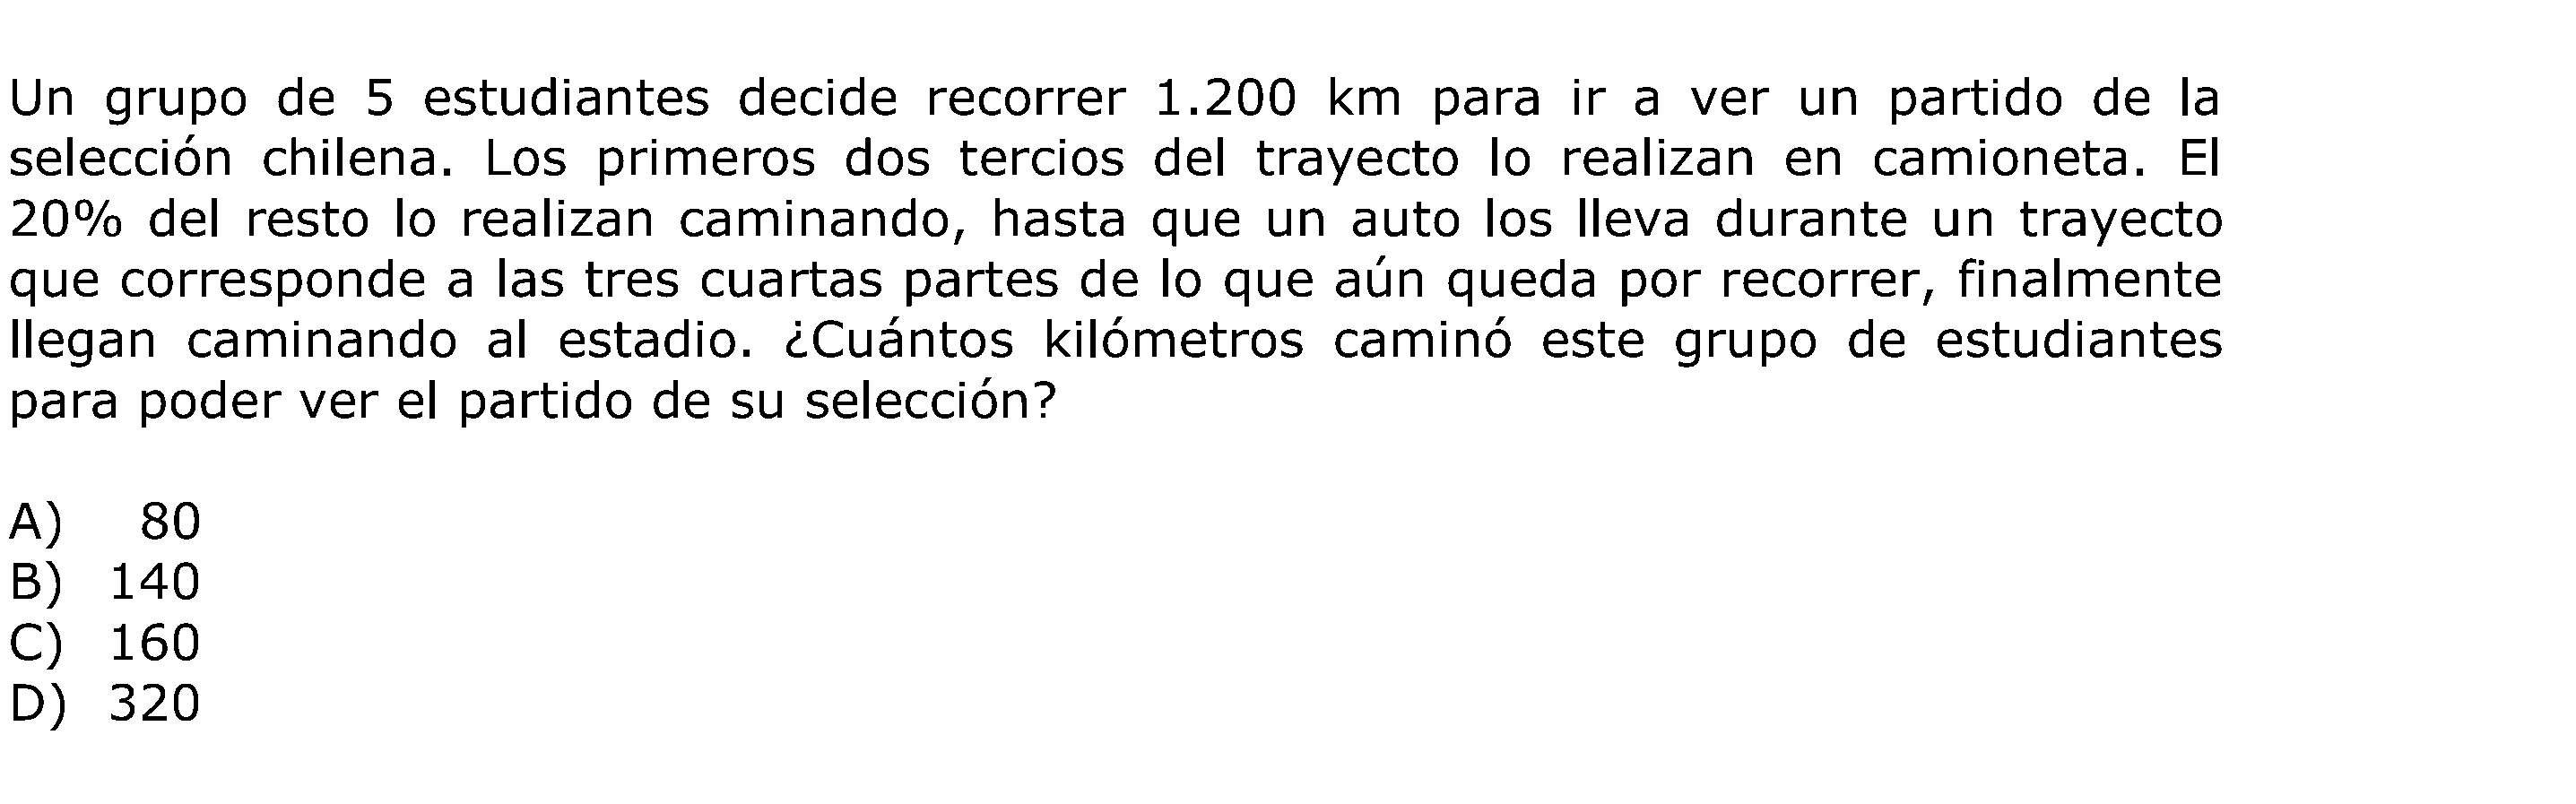 Un grupo de 5 estudiantes decide recorrer 1.200 km para ir a ver un partido de la
selección chilena. Los primeros dos tercios del trayecto lo realizan en camioneta. El
20% del resto lo realizan caminando, hasta que un auto los lleva durante un trayecto
que corresponde a las tres cuartas partes de lo que aún queda por recorrer, finalmente
llegan caminando al estadio. ¿Cuántos kilómetros caminó este grupo de estudiantes
para poder ver el partido de su selección?
A) 80
B) 140
C) 160
D) 320